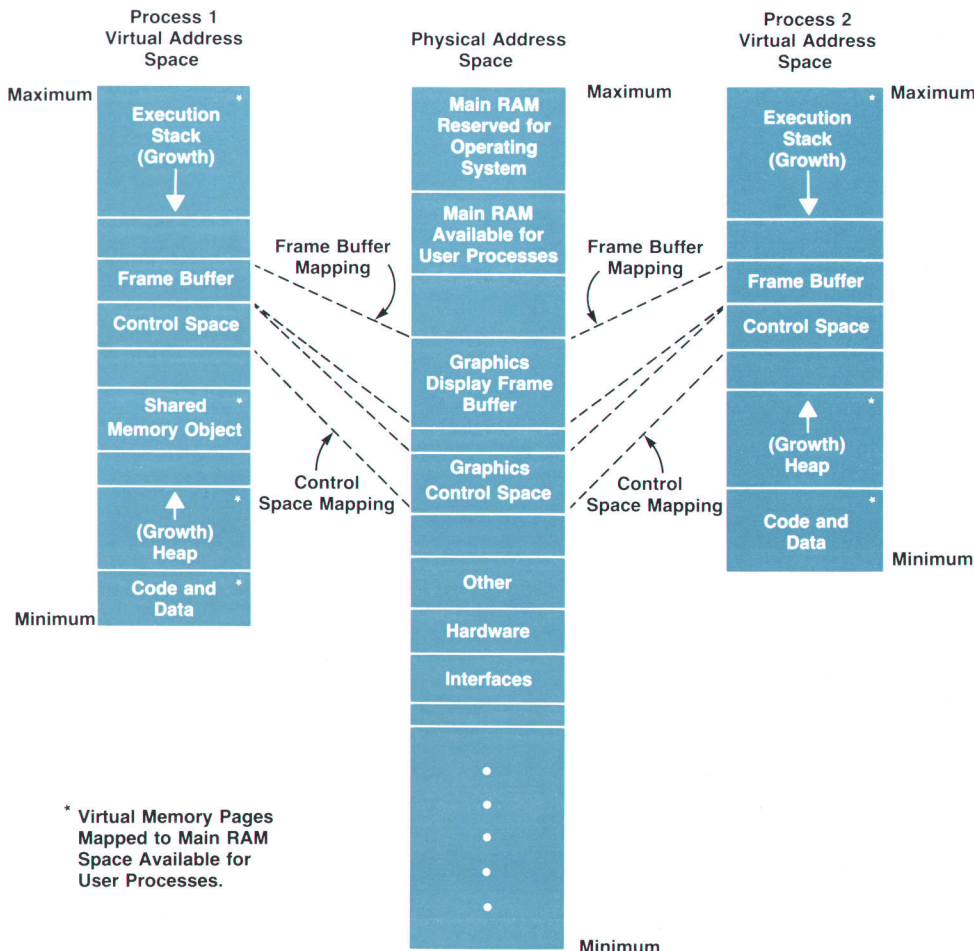 Process 1
Virtual Address
Space
Maximum
*
Execution
Stack
(Growth)
Frame Buffer
Control Space
*
Shared
Memory Object
*
(Growth)
Heap
*
Code and
Data
Minimum
Frame Buffer
Mapping
Control
Space Mapping
Physical Address
Space
Maximum
Main RAM
Reserved for
Operating
System
Main RAM
Available for
User Processes
Graphics
Display Frame
Buffer
Graphics
Control Space
Other
Hardware
Interfaces
Minimum
Frame Buffer
Mapping
Control
Space Mapping
Process 2
Virtual Address
Space
Maximum
*
Execution
Stack
(Growth)
Frame Buffer
Control Space
*
(Growth)
Heap
*
Code and
Data
Minimum
* Virtual Memory Pages
Mapped to Main RAM
Space Available for
User Processes.